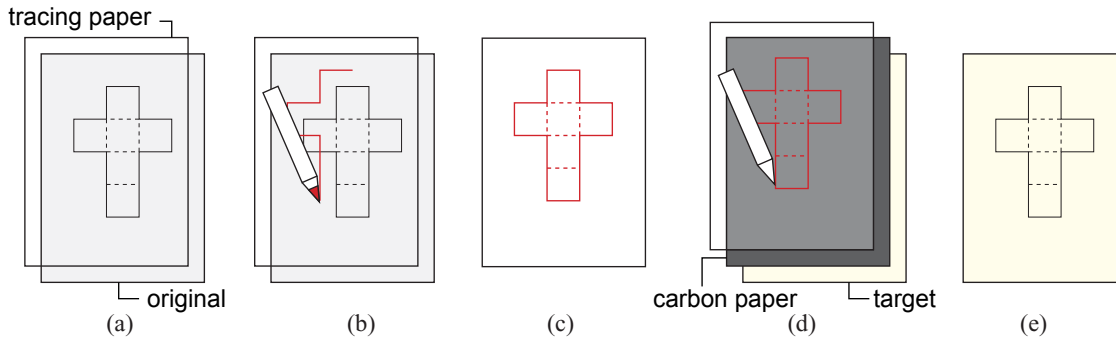 tracing paper
original
carbon paper
target
(a)
(b)
(c)
(d)
(e)